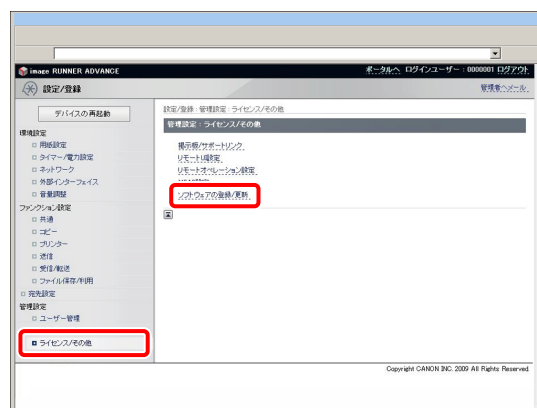 image RUNNER ADVANCE
ポータルへ ログインユーザー : 0000001 ログアウト
設定/登録
管理者へメール
デバイスの再起動
環境設定
用紙設定
タイマー/電力設定
ネットワーク
外部インターフェイス
音量調整
ファンクション設定
共通
コピー
プリンター
送信
受信/転送
ファイル保存/利用
宛先設定
管理設定
ユーザー管理
ライセンス/その他
設定/登録 : 管理設定 : ライセンス/その他
管理設定 : ライセンス/その他
掲示板/サポートリンク
リモートUI設定
リモートオペレーション設定
ソフトウェアの登録/更新
Copyright CANON INC. 2009 All Rights Reserved